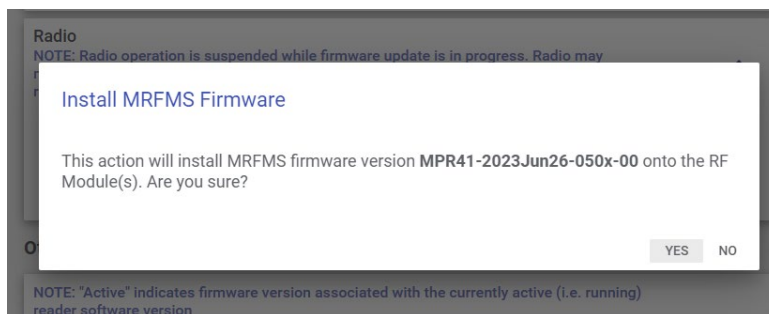 Radio
NOTE: Radio operation is suspended while firmware update is in progress. Radio may
Install MRFMS Firmware
This action will install MRFMS firmware version MPR41-2023Jun26-050x-00 onto the RF
Module(s). Are you sure?
YES NO
NOTE: "Active" indicates firmware version associated with the currently active (i.e. running)
reader software version